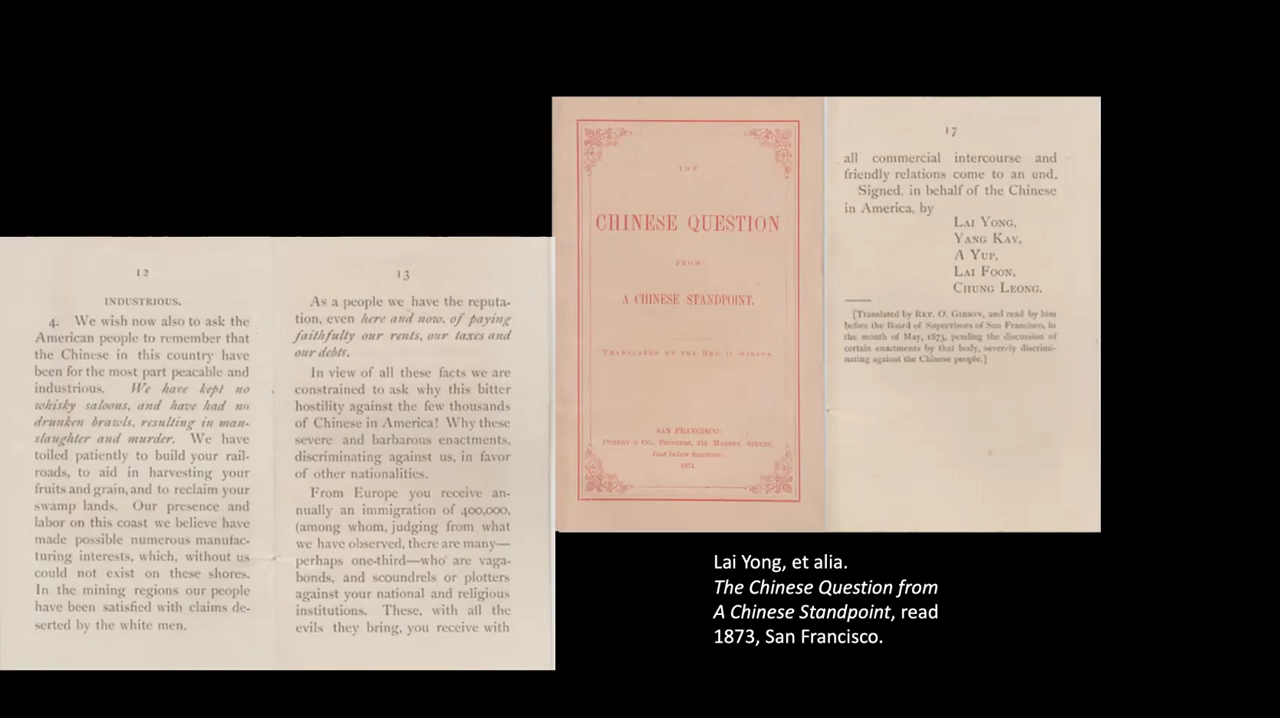 12
INDUSTRIOUS.
4. We wish now also to ask the
American people to remember that
the Chinese in this country have
been for the most part peacable and
industrious. We have kept no
whisky saloons, and have had no
drunken brawls, resulting in man-
slaughter and murder. We have
toiled patiently to build your rail-
roads, to aid in harvesting your
fruits and grain, and to reclaim your
swamp lands. Our presence and
labor on this coast we believe have
made possible numerous manufac-
turing interests, which, without us
could not exist on these shores.
In the mining regions our people
have been satisfied with claims de-
serted by the white men.
13
As a people we have the reputa-
tion, even here and now, of paying
faithfully our rents, our taxes and
our debts.
In view of all these facts we are
constrained to ask why this bitter
hostility against the few thousands
of Chinese in America! Why these
severe and barbarous enactments,
discriminating against us, in favor
of other nationalities.
From Europe you receive an-
nually an immigration of 400,000,
(among whom, judging from what
we have observed, there are many—
perhaps one-third—who are vaga-
bonds, and scoundrels or plotters
against your national and religious
institutions. These, with all the
evils they bring, you receive with
THE
CHINESE QUESTION
FROM
A CHINESE STANDPOINT.
TRANSLATED BY THE REV. O. GIBSON
SAN FRANCISCO:
CUBERY & CO., PRINTERS, 414 MARKET STREET,
Just below Sansome.
1874.
17
all commercial intercourse and
friendly relations come to an end.
Signed, in behalf of the Chinese
in America, by
LAI YONG,
YANG KAY,
A YUP,
LAI FOON,
CHUNG LEONG.
[Translated by REV. O. GIBSON, and read by him
before the Board of Supervisors of San Francisco, in
the month of May, 1873, pending the discussion of
certain enactments by that body, severely discrimi-
nating against the Chinese people.]
Lai Yong, et alia.
The Chinese Question from
A Chinese Standpoint, read
1873, San Francisco.